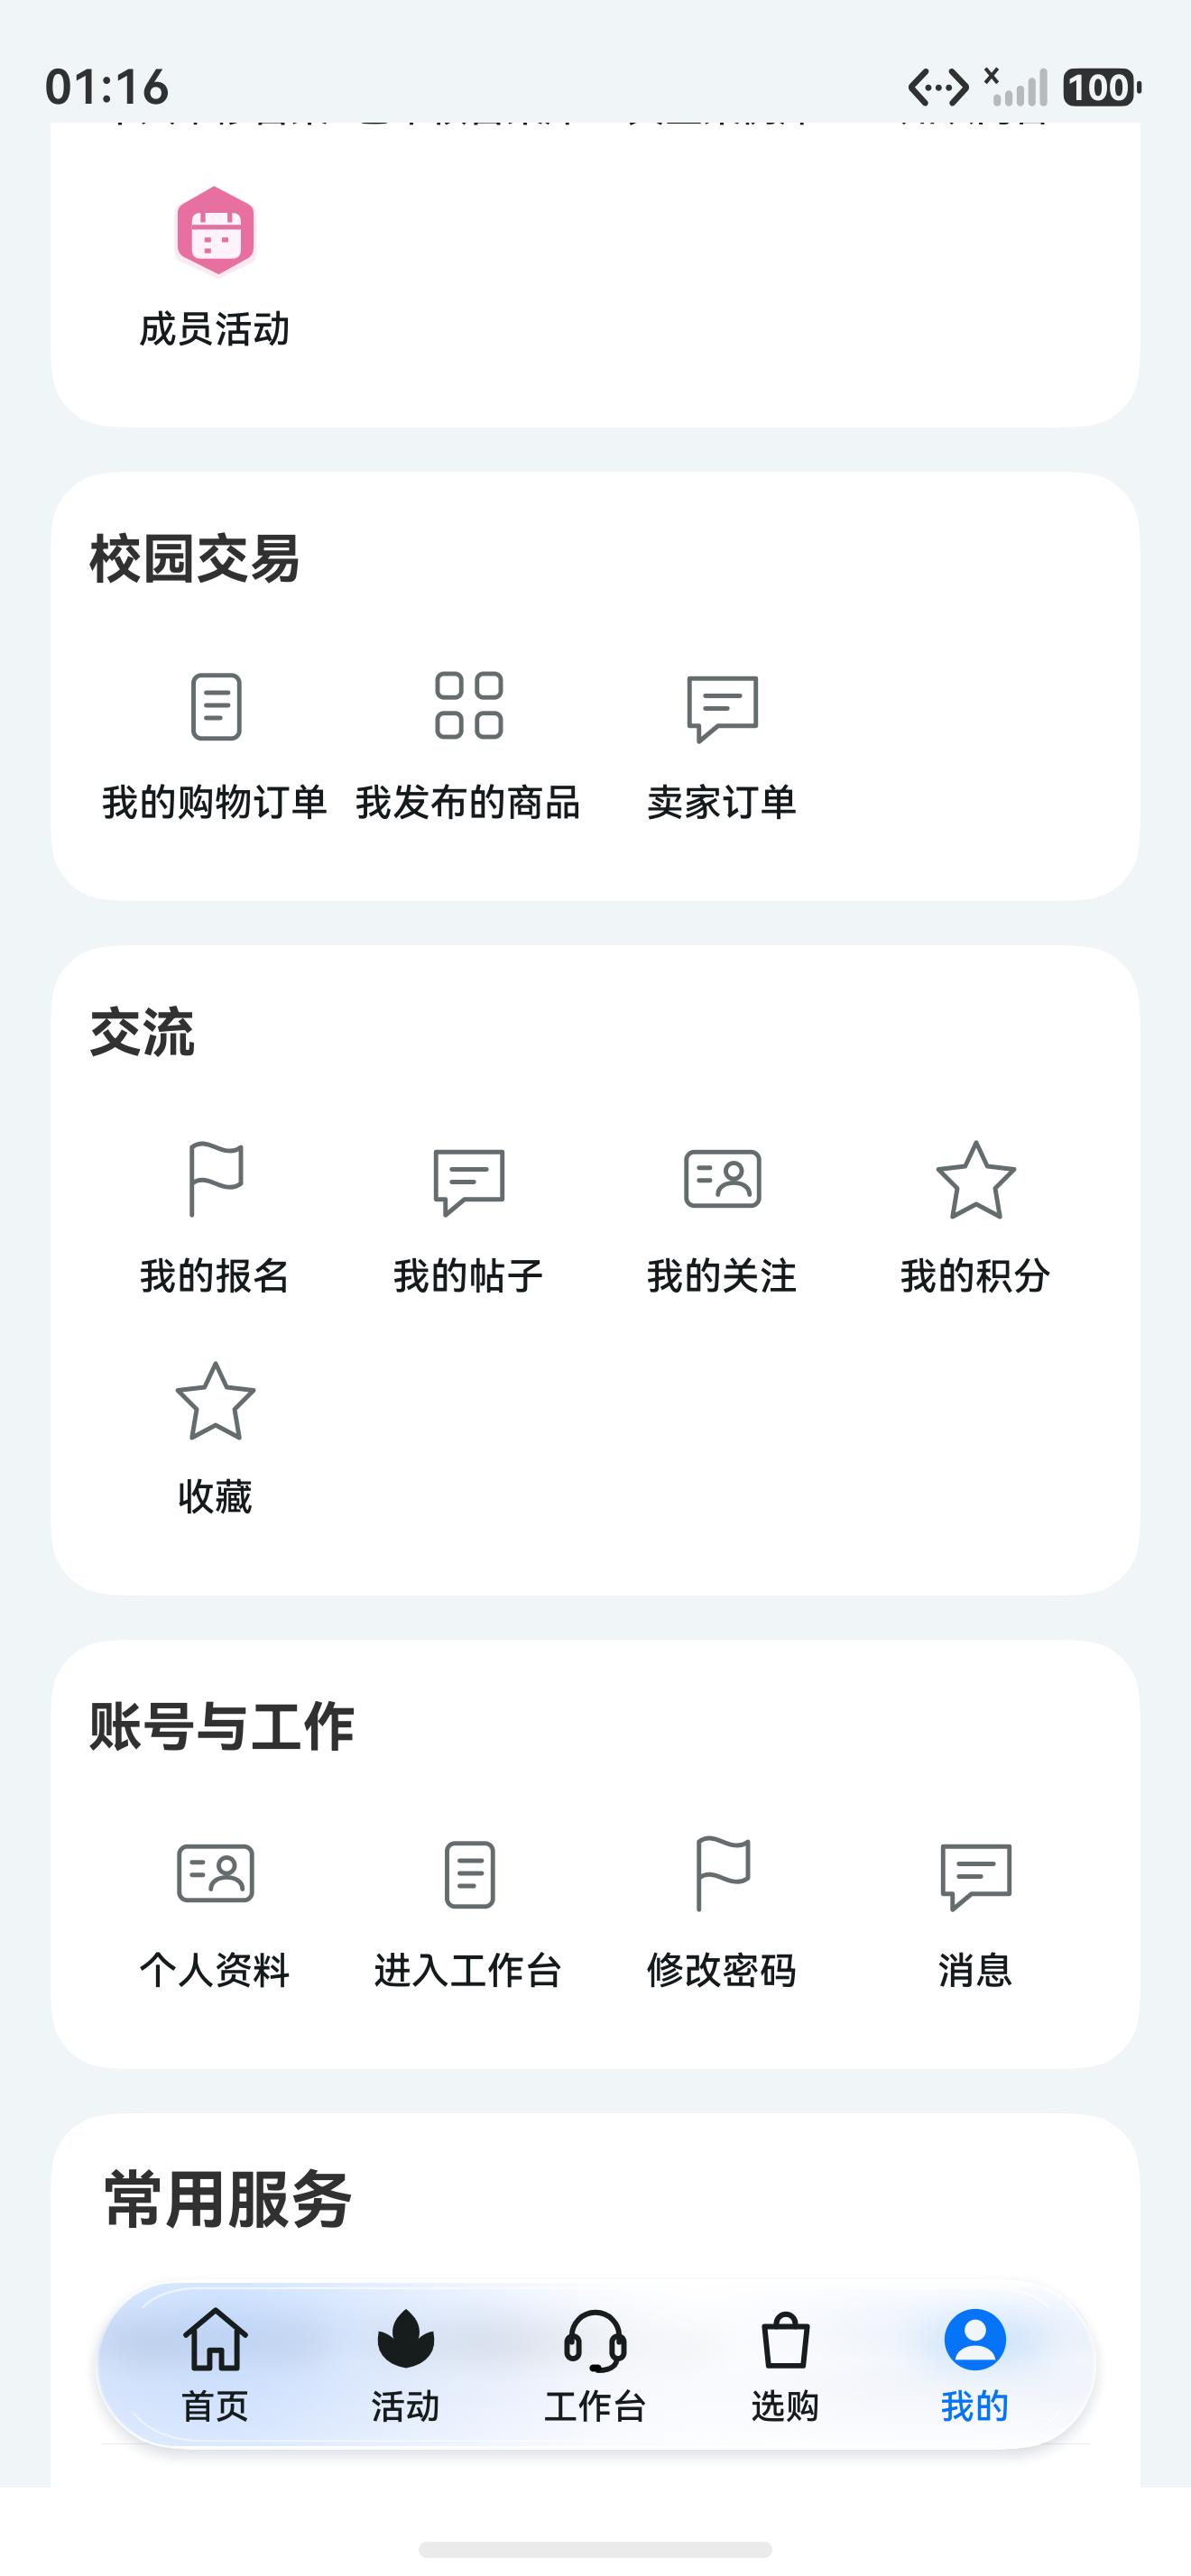 01:16
100
成员活动
校园交易
我的购物订单 我发布的商品 卖家订单
交流
我的报名 我的帖子 我的关注 我的积分
收藏
账号与工作
个人资料 进入工作台 修改密码 消息
常用服务
首页 活动 工作台 选购 我的